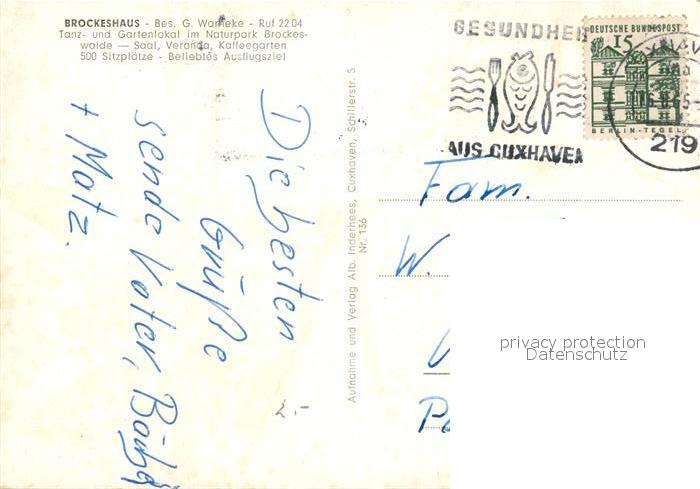 BROCKESHAUS - Bes. G. Warneke - Ruf 2204
Tanz- und Gartenlokal im Naturpark Brockes-
walde — Saal, Veranda, Kaffeegarten
500 Sitzplätze - Beliebtes Ausflugsziel
Die besten
Grüße
sende Vater,
+ Matz.
2.-
Aufnahme und Verlag Alb. Inderhees, Cuxhaven, Schillerstr. 5
Nr. 136
GESUNDHEI
AUS CUXHAVEN
DEUTSCHE BUNDESPOST
15
BERLIN-TEGEL
219
Fam.
W.
privacy protection
Datenschutz